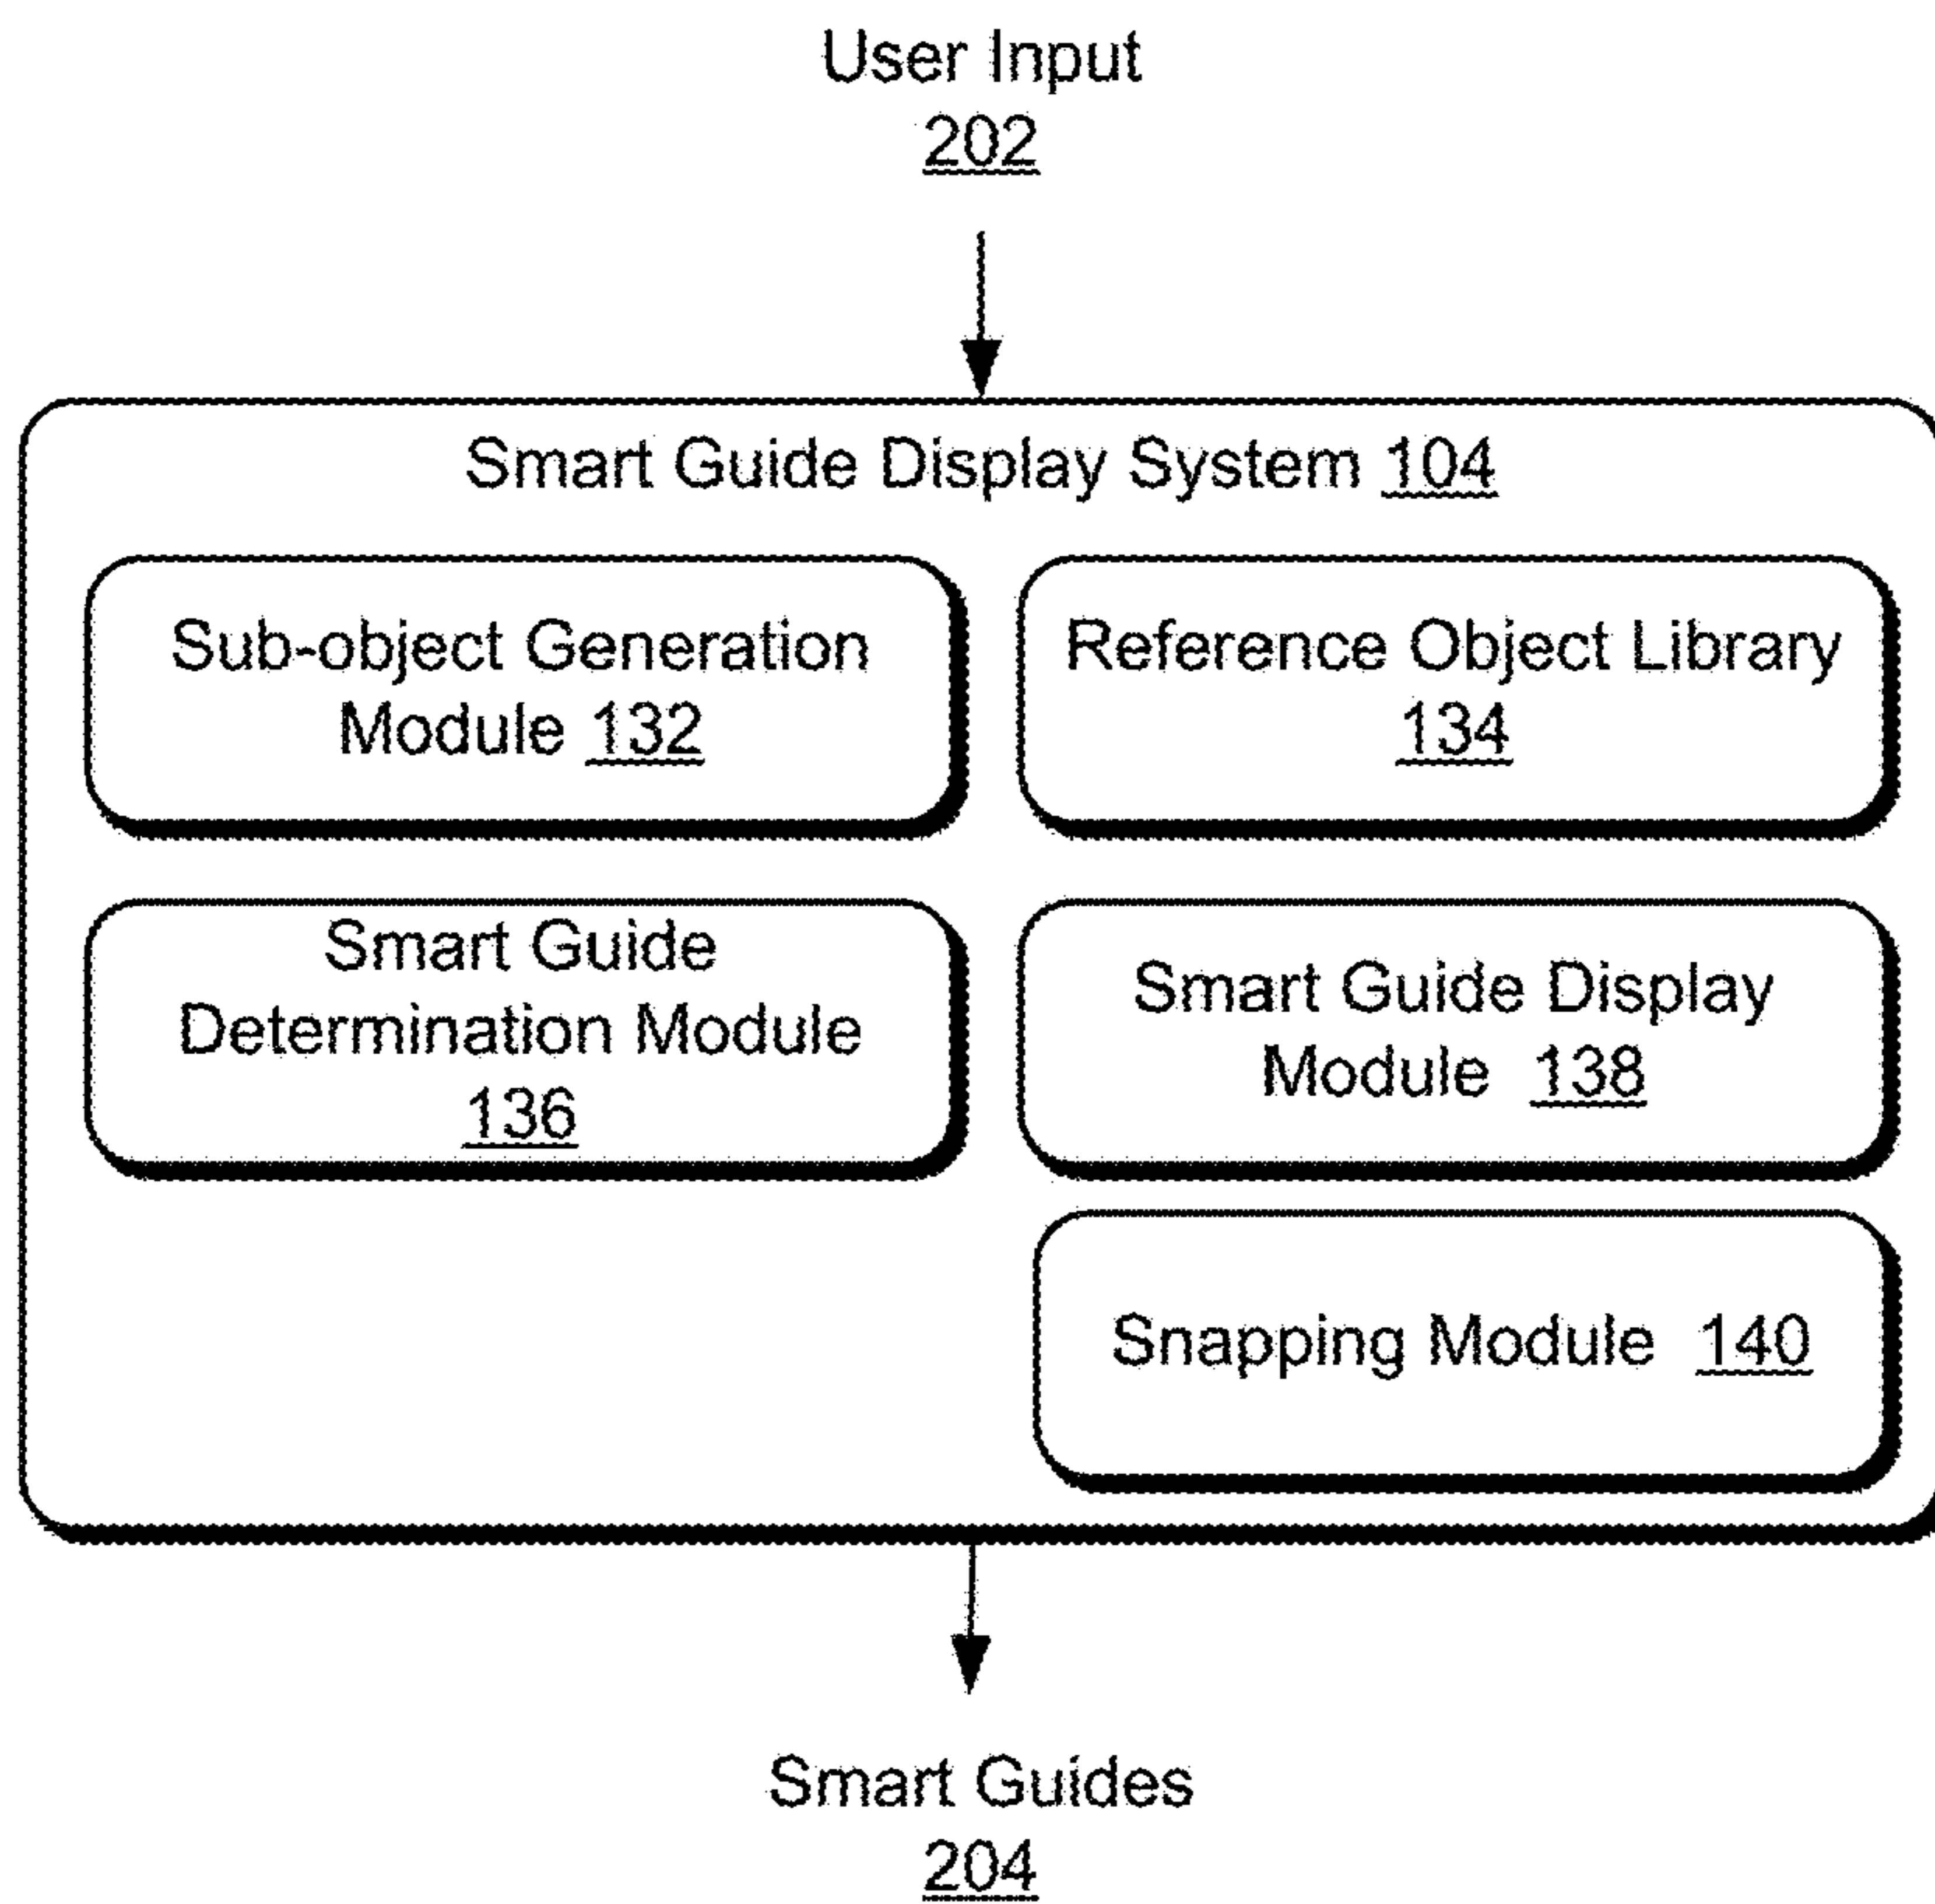 User Input
202
Smart Guide Display System 104
Sub-object Generation
Module 132
Reference Object Library
134
Smart Guide
Determination Module
136
Smart Guide Display
Module 138
Snapping Module 140
Smart Guides
204